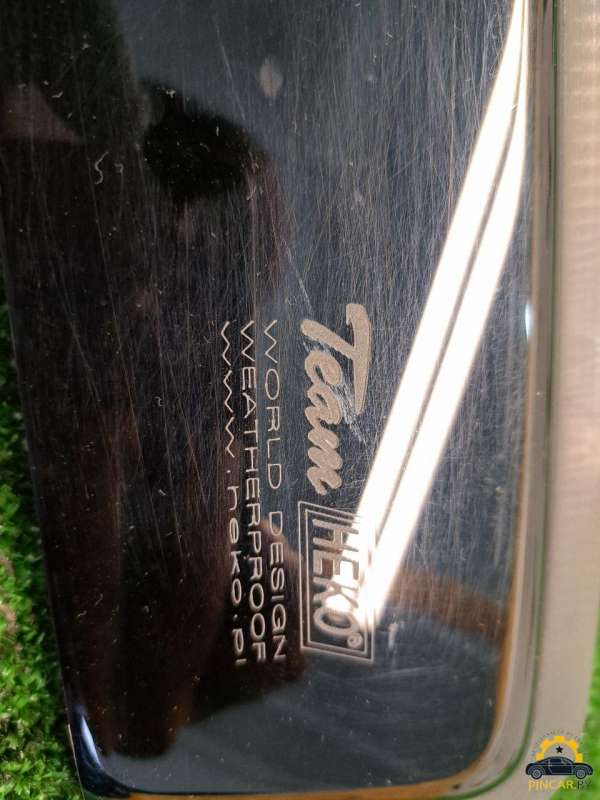 Team HEKO®
WORLD DESIGN
WEATHERPROOF
www.heko.pl
PINCAR.BY